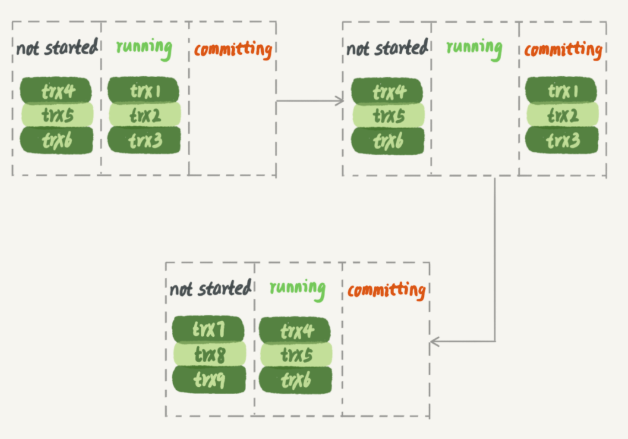 not started running committing
trx4 trx1
trx5 trx2
trx6 trx3
not started running committing
trx4 trx1
trx5 trx2
trx6 trx3
not started running committing
trx7 trx4
trx8 trx5
trx9 trx6